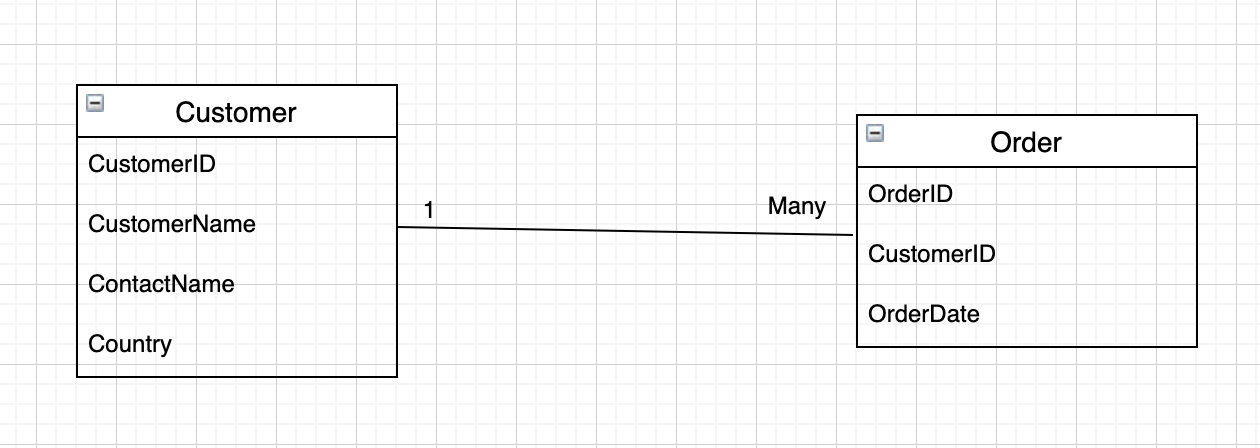 Customer
CustomerID
CustomerName
ContactName
Country
1
Many
Order
OrderID
CustomerID
OrderDate